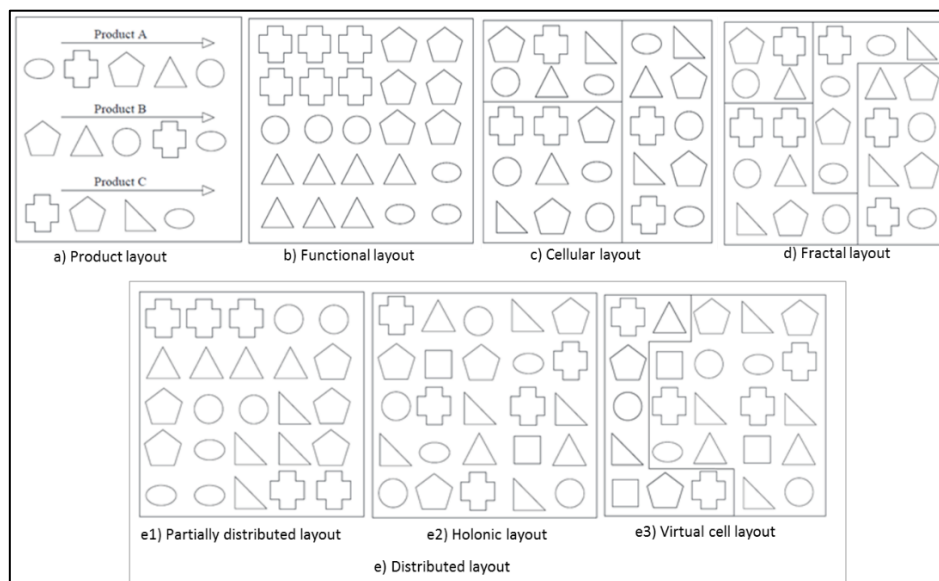 Product A
Product B
Product C
a) Product layout
b) Functional layout
c) Cellular layout
d) Fractal layout
e1) Partially distributed layout
e2) Holonic layout
e3) Virtual cell layout
e) Distributed layout